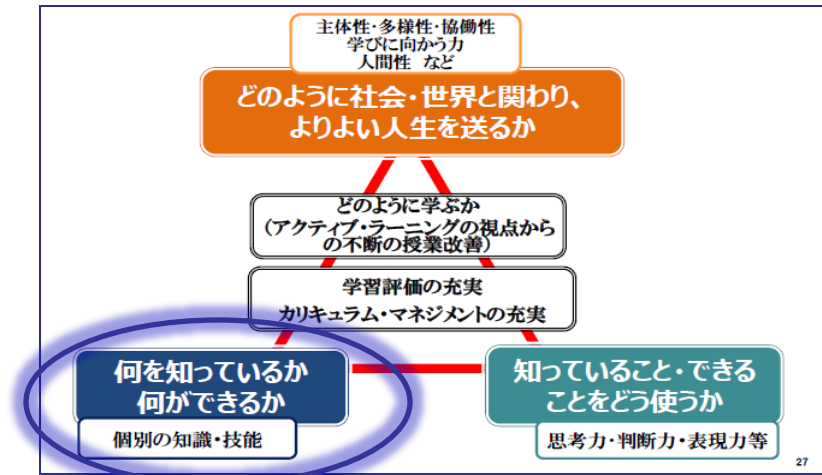 主体性・多様性・協働性
学びに向かう力
人間性 など
どのように社会・世界と関わり、
よりよい人生を送るか
どのように学ぶか
(アクティブ・ラーニングの視点から
の不断の授業改善)
学習評価の充実
カリキュラム・マネジメントの充実
何を知っているか
何ができるか
個別の知識・技能
知っていること・できる
ことをどう使うか
思考力・判断力・表現力等
27